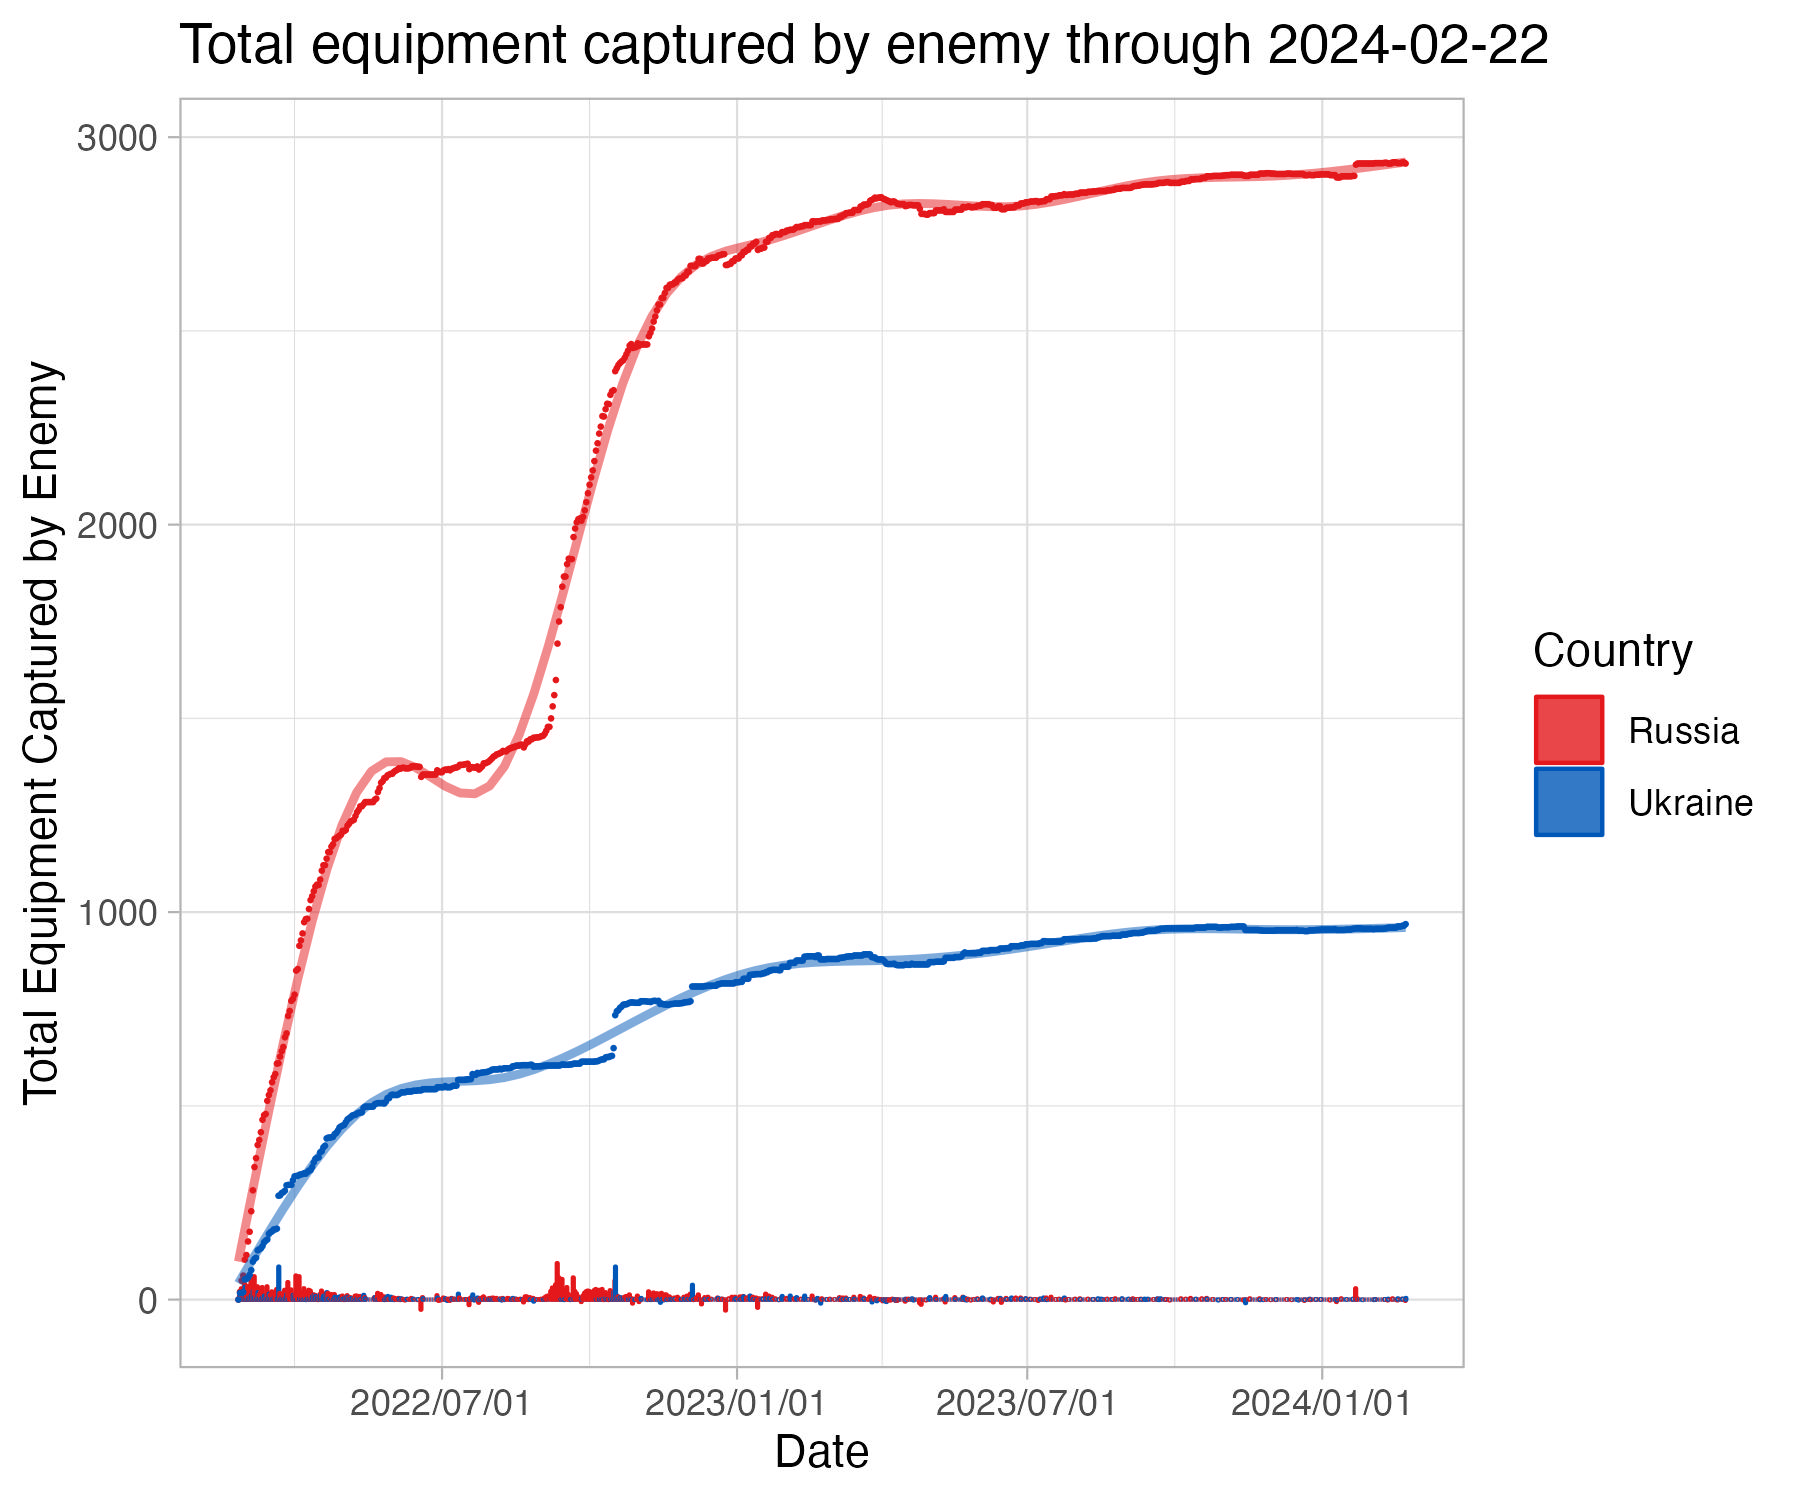 Total equipment captured by enemy through 2024-02-22
Total Equipment Captured by Enemy
3000
2000
1000
0
2022/07/01
2023/01/01
2023/07/01
2024/01/01
Date
Country
Russia
Ukraine